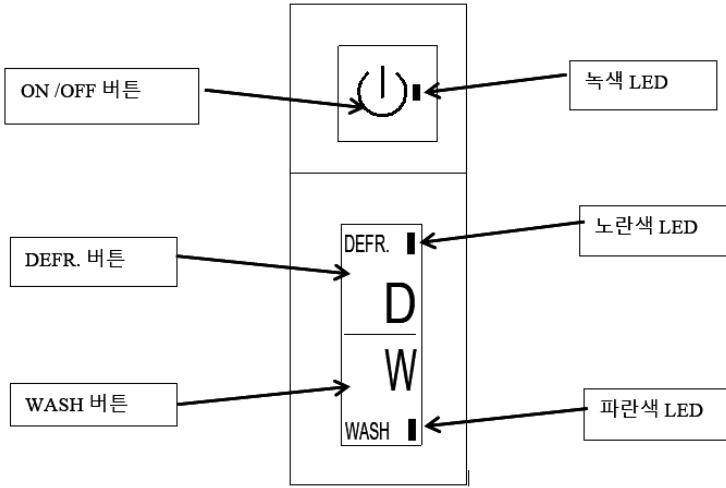 ON /OFF 버튼
녹색 LED
DEFR. 버튼
노란색 LED
DEFR.
D
W
WASH
WASH 버튼
파란색 LED